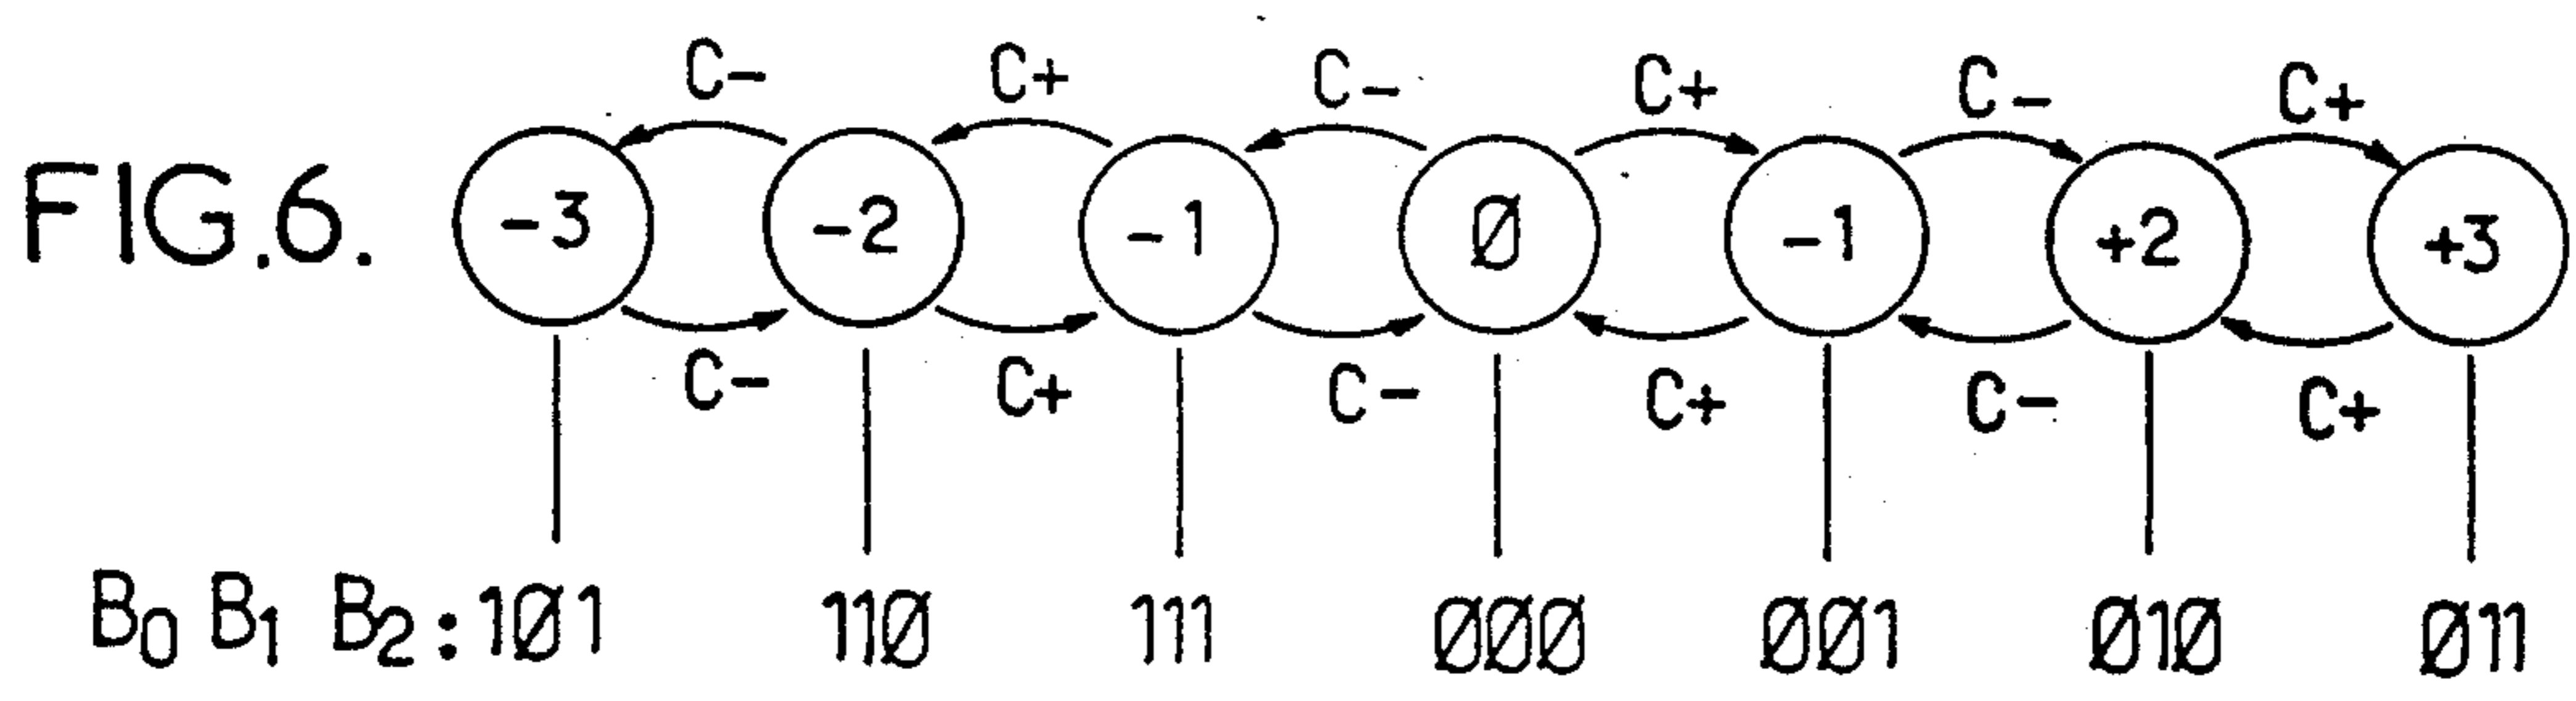 C- C+ C- C+ C- C+
FIG.6. -3 -2 -1 Ø -1 +2 +3
C- C+ C- C+ C- C+
B0 B1 B2: 1Ø1 11Ø 111 ØØØ ØØ1 Ø1Ø Ø11